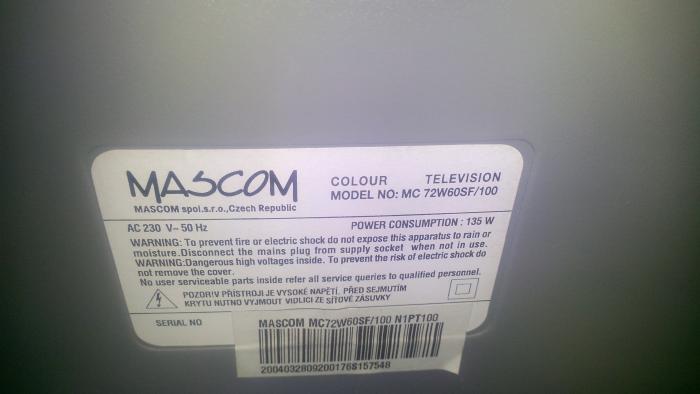 MASCOM
MASCOM spol.s.r.o.,Czech Republic
COLOUR TELEVISION
MODEL NO: MC 72W60SF/100
AC 230 V~ 50 Hz
POWER CONSUMPTION : 135 W
WARNING: To prevent fire or electric shock do not expose this apparatus to rain or
moisture.Disconnect the mains plug from supply socket when not in use.
WARNING:Dangerous high voltages inside. To prevent the risk of electric shock do
not remove the cover.
No user serviceable parts inside refer all service queries to qualified personnel.
POZOR!V PŘÍSTROJI JE VYSOKÉ NAPĚTÍ. PŘED SEJMUTÍM
KRYTU NUTNO VYJMOUT VIDLICI ZE SÍŤOVÉ ZÁSUVKY
SERIAL NO
MASCOM MC72W60SF/100 N1PT100
2004032809200176S157548